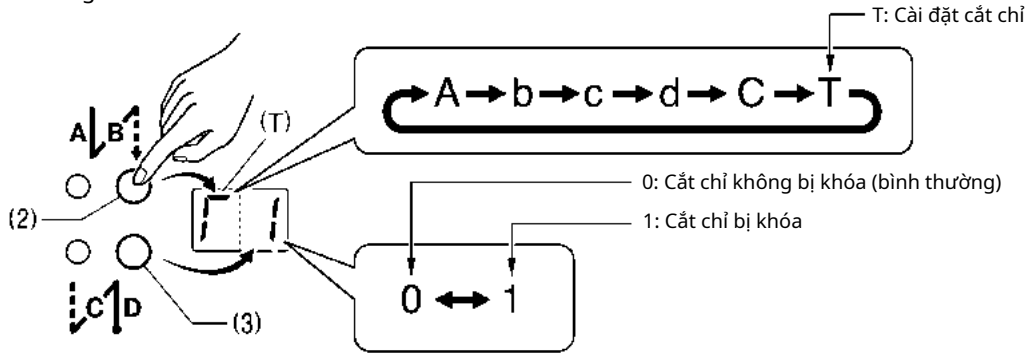 T: Cài đặt cắt chỉ
A → b → c → d → C → T
A B
(T)
(2)
T 1
0: Cắt chỉ không bị khóa (bình thường)
1: Cắt chỉ bị khóa
0 ↔ 1
C D
(3)